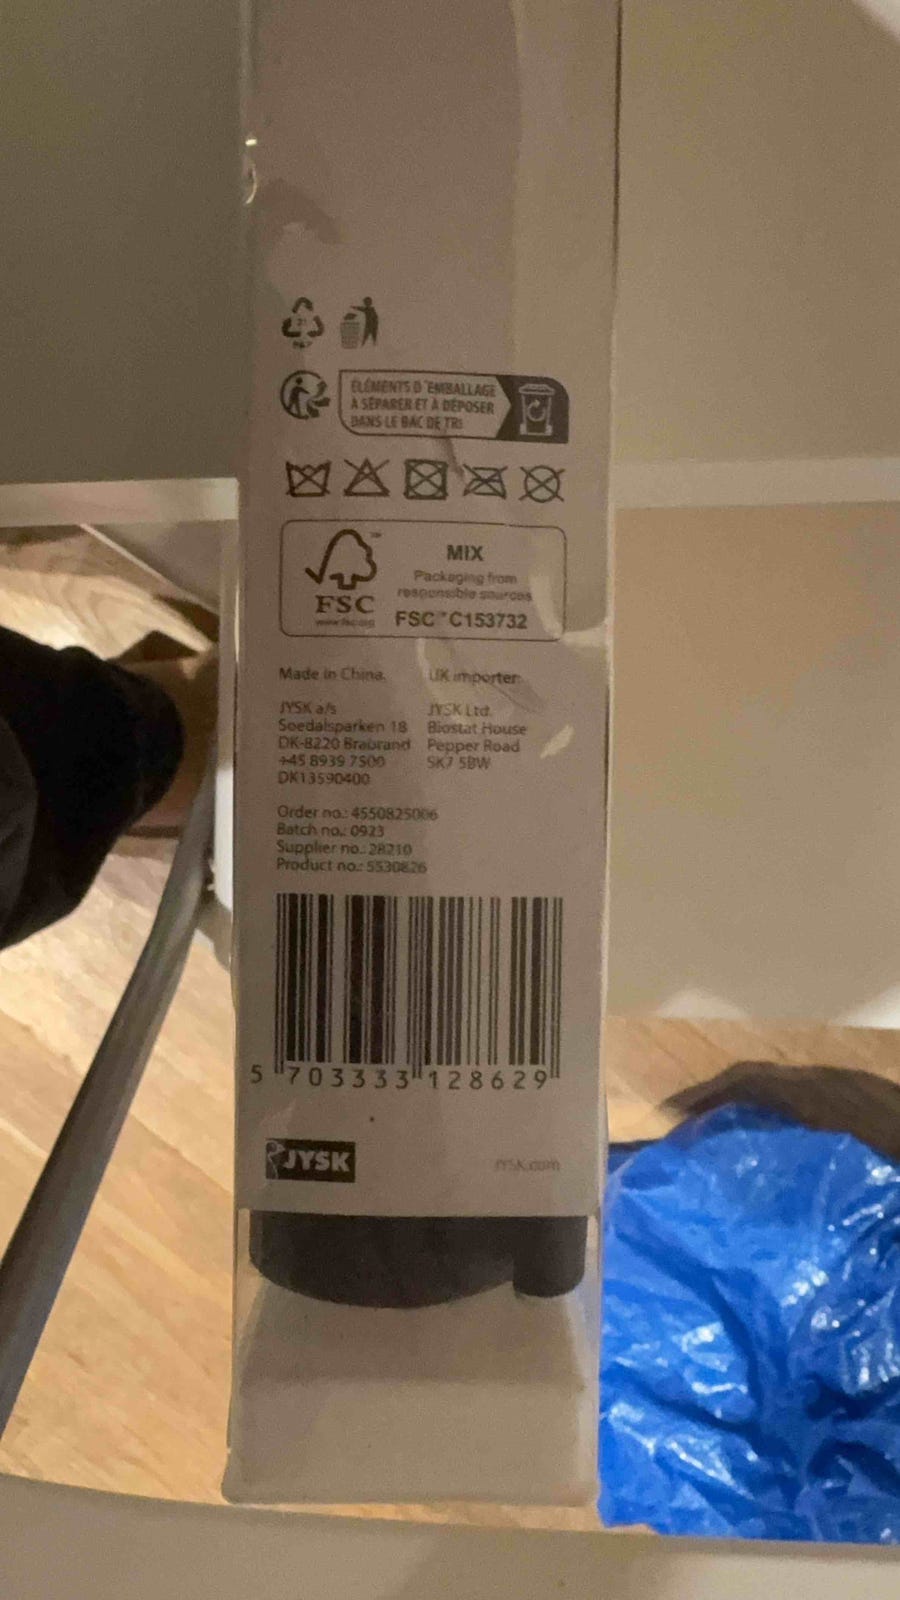 ÉLÉMENTS D'EMBALLAGE
À SÉPARER ET À DÉPOSER
DANS LE BAC DE TRI
FSC
www.fsc.org
MIX
Packaging from
responsible sources
FSC™ C153732
Made in China.
JYSK a/s
Soedalsparken 18
DK-8220 Brabrand
+45 8939 7500
DK13590400
UK importer:
JYSK Ltd.
Biostat House
Pepper Road
SK7 5BW
Order no.: 4550825006
Batch no.: 0923
Supplier no.: 28210
Product no.: 5530826
5 703333 128629
JYSK
JYSK.com